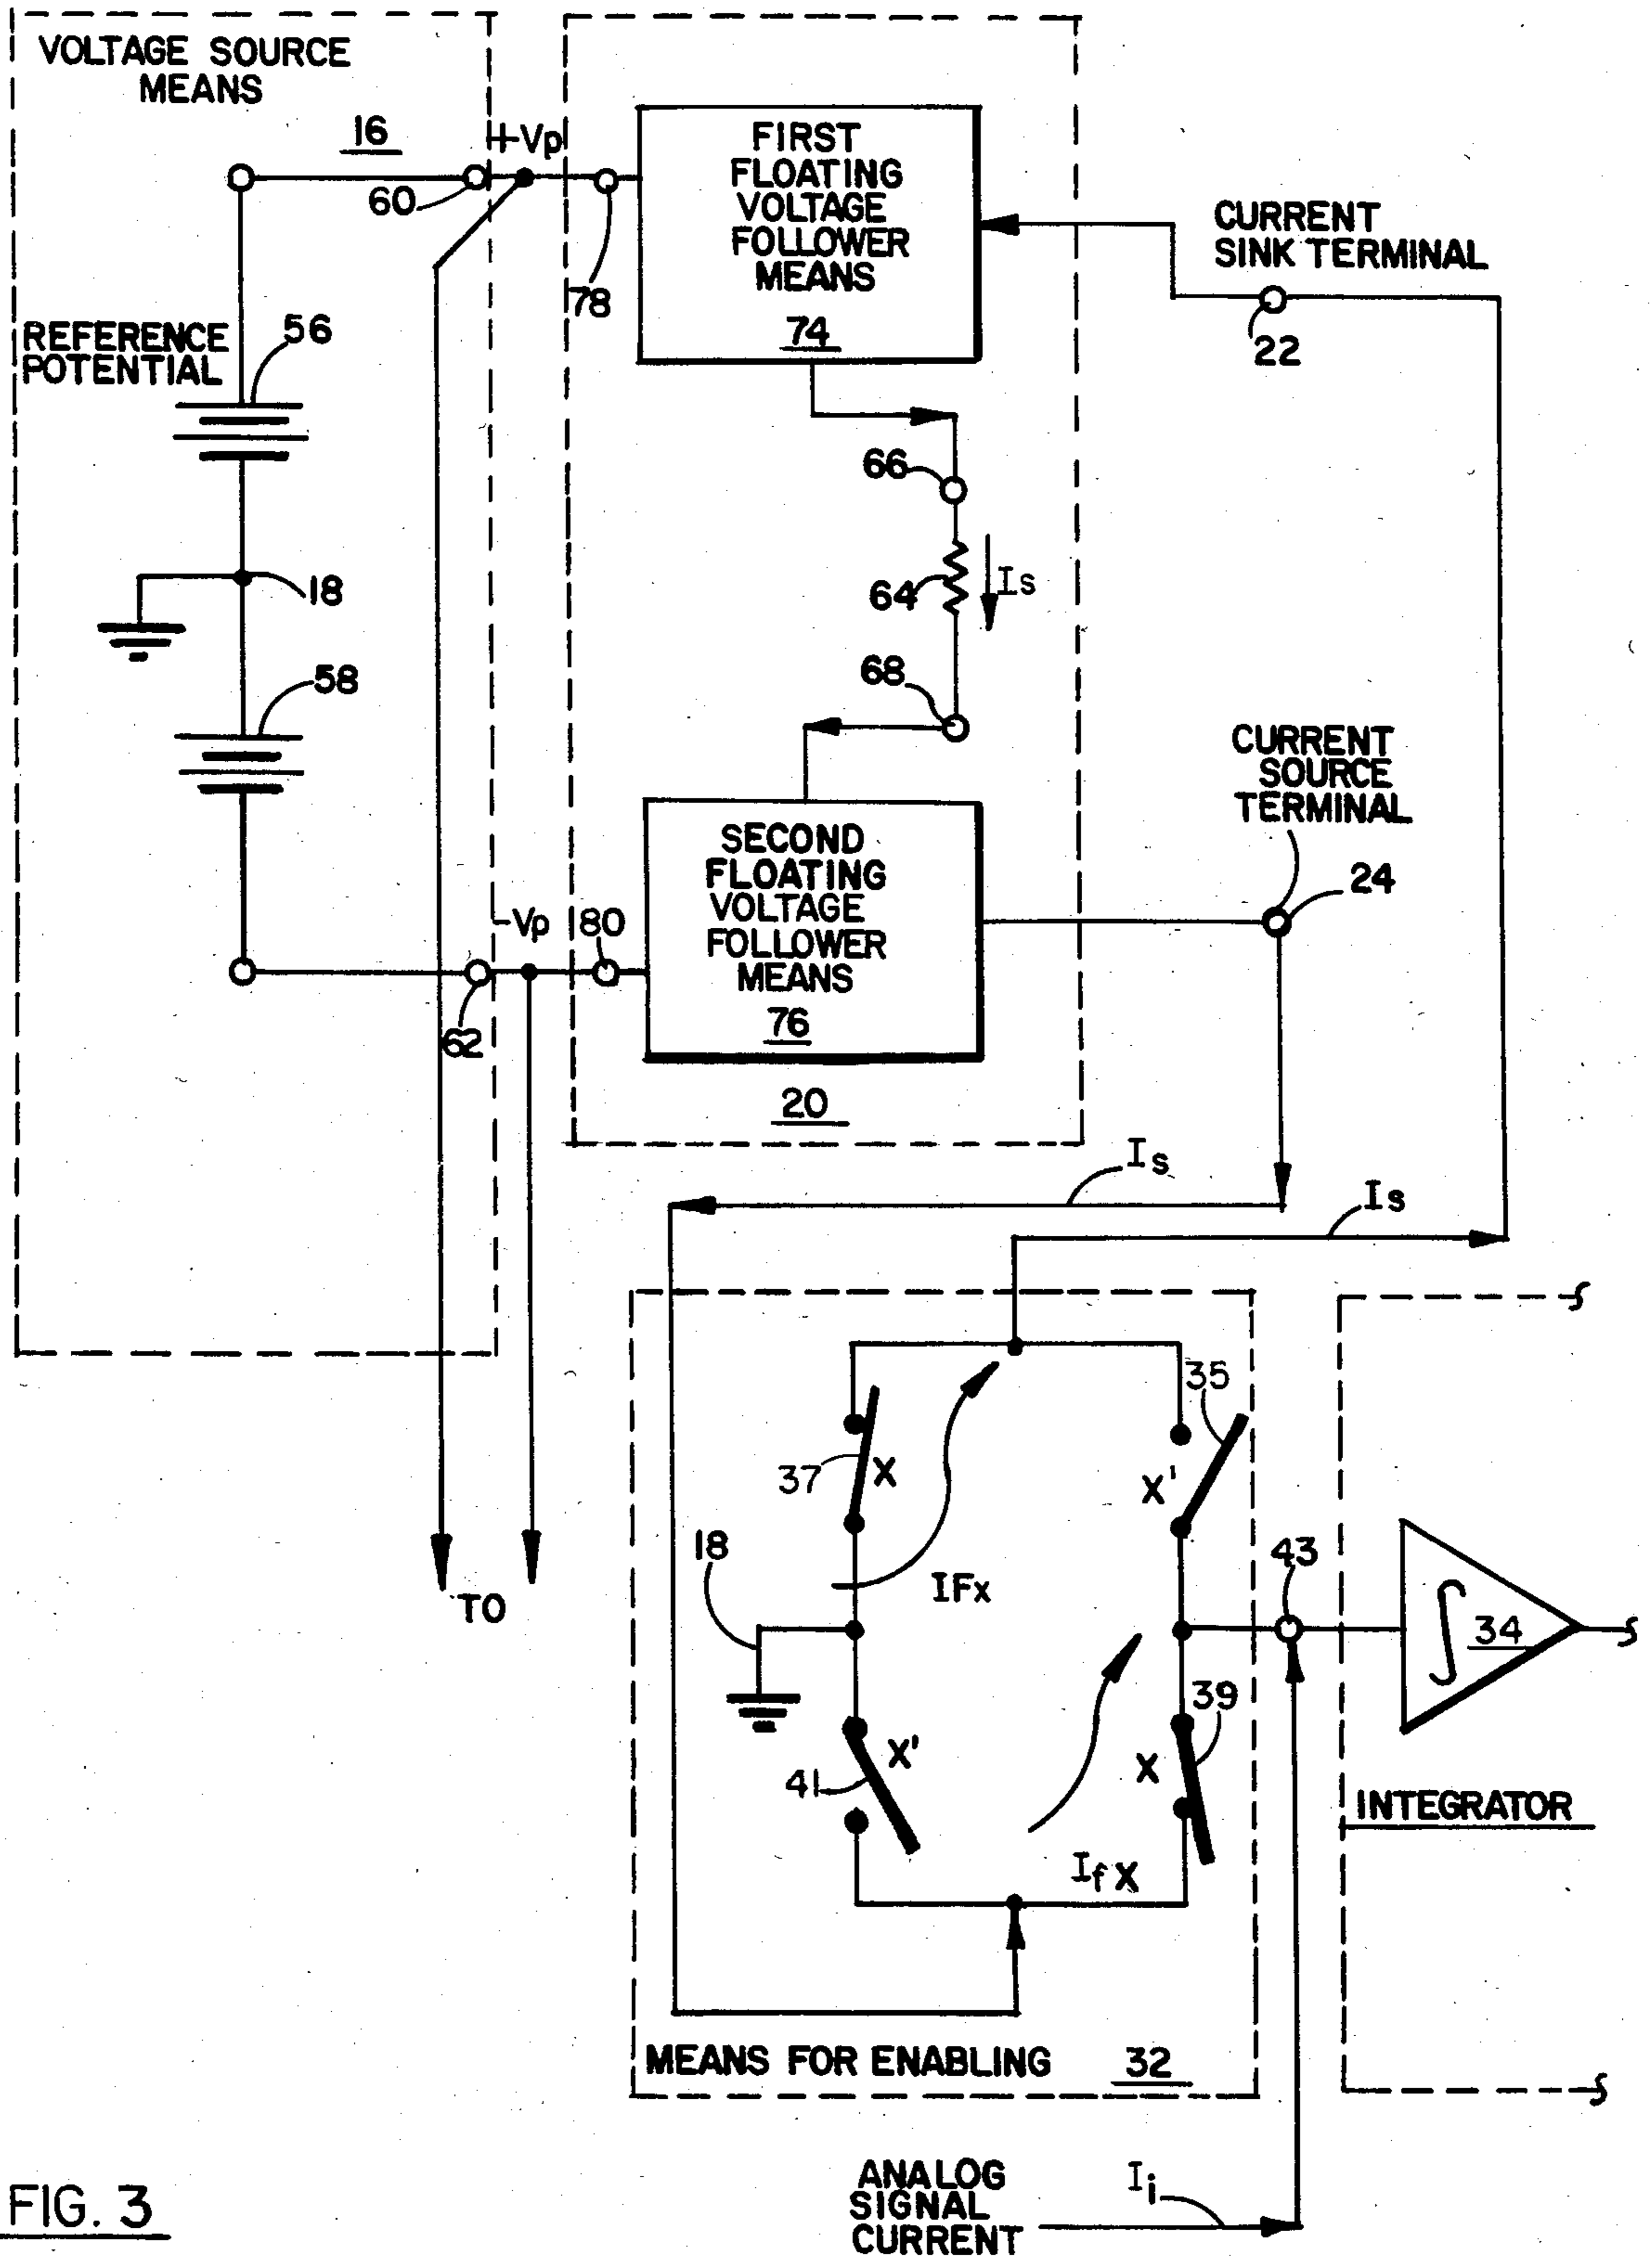 VOLTAGE SOURCE
MEANS
16
+Vp
60
78
FIRST
FLOATING
VOLTAGE
FOLLOWER
MEANS
74
CURRENT
SINK TERMINAL
22
REFERENCE
POTENTIAL
56
66
64
Is
18
68
58
CURRENT
SOURCE
TERMINAL
24
-Vp
80
62
SECOND
FLOATING
VOLTAGE
FOLLOWER
MEANS
76
20
Is
Is
35
37
X
X'
18
IFx
43
TO
34
39
41
X'
X
INTEGRATOR
IfX
MEANS FOR ENABLING 32
ANALOG
SIGNAL
CURRENT
Ii
FIG. 3